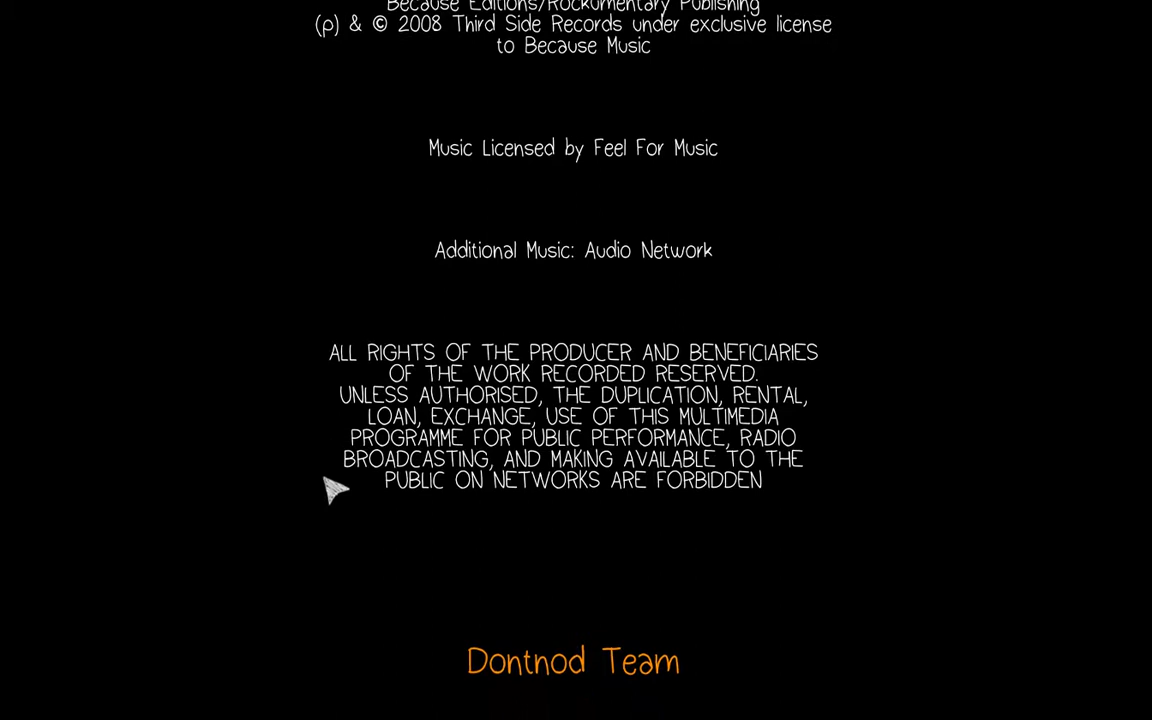 Because Editions/Rockumentary Publishing
(p) & © 2008 Third Side Records under exclusive license
to Because Music
Music Licensed by Feel For Music
Additional Music: Audio Network
ALL RIGHTS OF THE PRODUCER AND BENEFICIARIES
OF THE WORK RECORDED RESERVED.
UNLESS AUTHORISED, THE DUPLICATION, RENTAL,
LOAN, EXCHANGE, USE OF THIS MULTIMEDIA
PROGRAMME FOR PUBLIC PERFORMANCE, RADIO
BROADCASTING, AND MAKING AVAILABLE TO THE
PUBLIC ON NETWORKS ARE FORBIDDEN
Dontnod Team